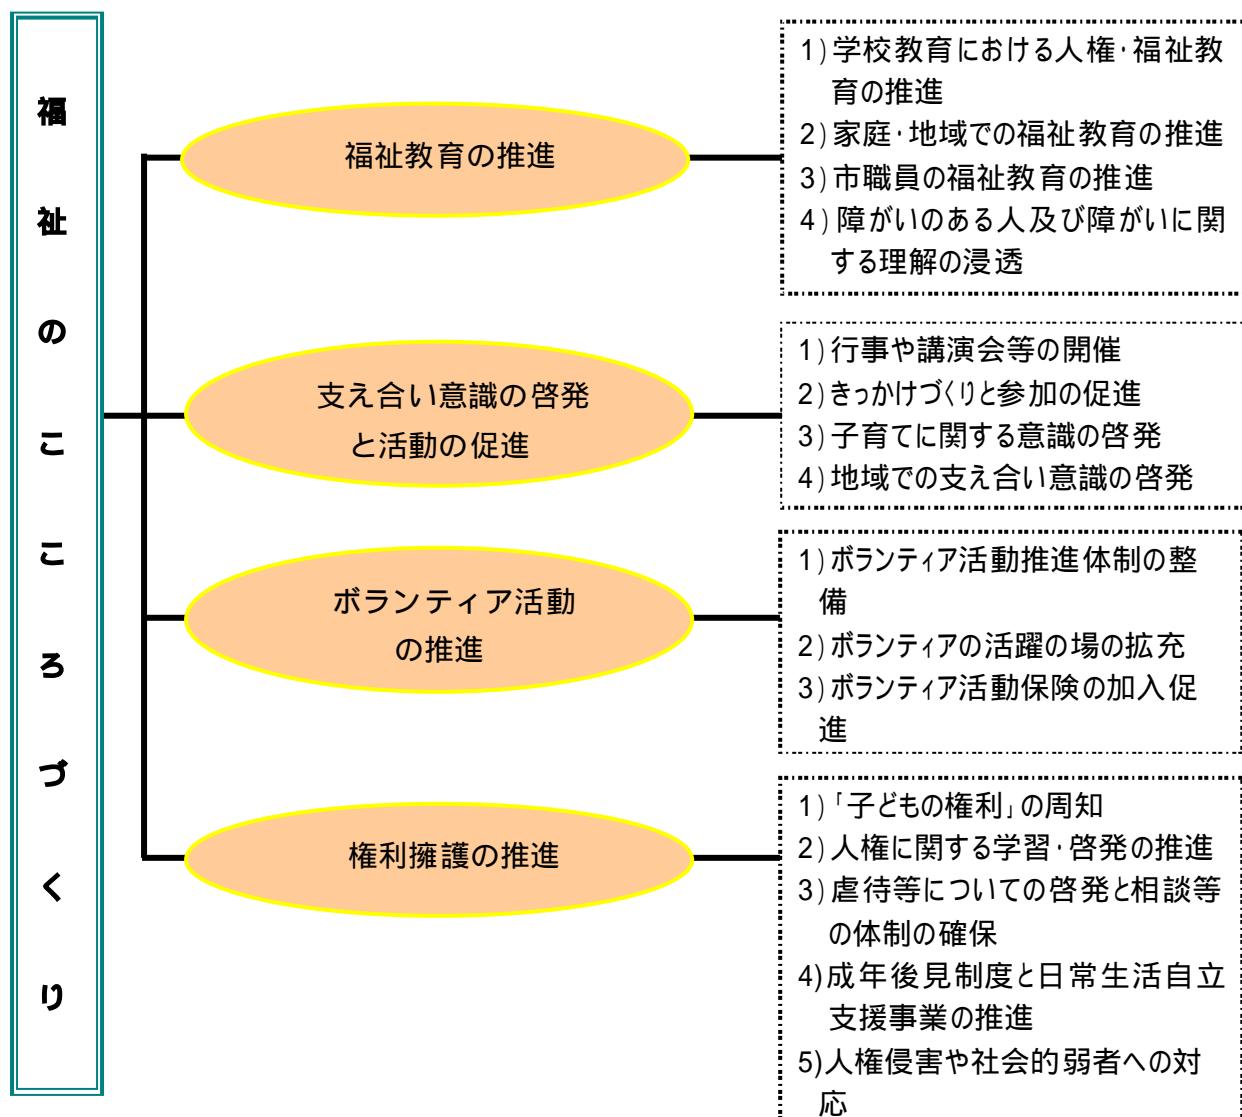 福祉のこころづくり
福祉教育の推進
1)学校教育における人権・福祉教
育の推進
2)家庭・地域での福祉教育の推進
3)市職員の福祉教育の推進
4)障がいのある人及び障がいに関
する理解の浸透
支え合い意識の啓発
と活動の促進
1)行事や講演会等の開催
2)きっかけづくりと参加の促進
3)子育てに関する意識の啓発
4)地域での支え合い意識の啓発
ボランティア活動
の推進
1)ボランティア活動推進体制の整
備
2)ボランティアの活躍の場の拡充
3)ボランティア活動保険の加入促
進
権利擁護の推進
1)「子どもの権利」の周知
2)人権に関する学習・啓発の推進
3)虐待等についての啓発と相談等
の体制の確保
4)成年後見制度と日常生活自立
支援事業の推進
5)人権侵害や社会的弱者への対
応